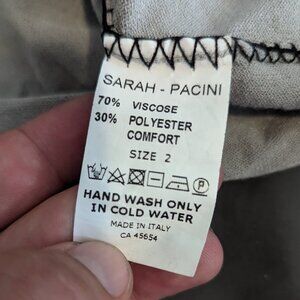 SARAH - PACINI
70% VISCOSE
30% POLYESTER
COMFORT
SIZE 2
P
HAND WASH ONLY
IN COLD WATER
MADE IN ITALY
CA 45654